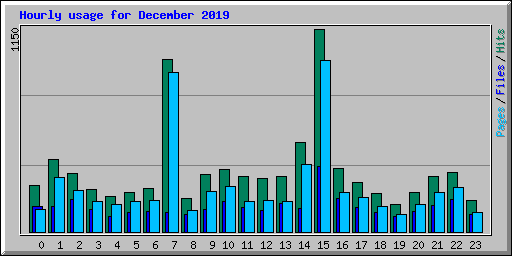 Hourly usage for December 2019
1150
Pages/Files/Hits
0 1 2 3 4 5 6 7 8 9 10 11 12 13 14 15 16 17 18 19 20 21 22 23